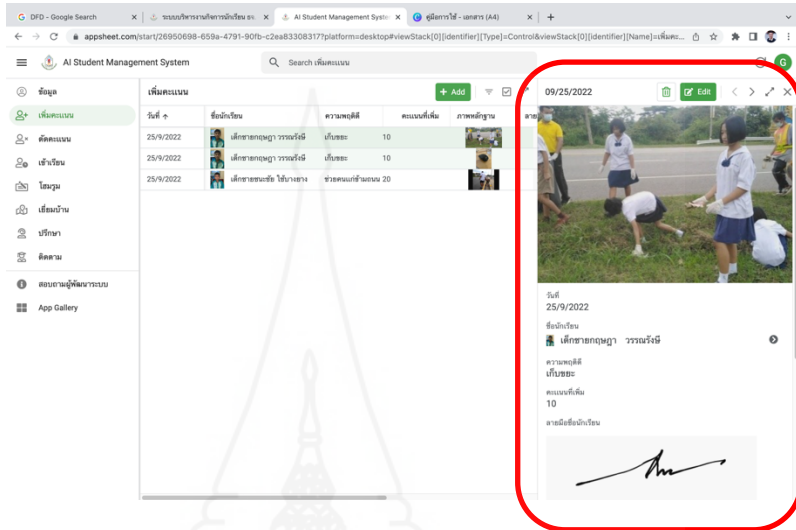 DFD - Google Search
ระบบบริหารงานกิจการนักเรียน
AI Student Management System
คู่มือการใช้ - เอกสาร (A4)
appsheet.com/start/26950698-659a-4791-90fb-c2ea83308317?platform=desktop#viewStack[0][identifier][Type]=Control&viewStack[0][identifier][Name]=เพิ่มคะ...
AI Student Management System
Search เพิ่มคะแนน
G
ข้อมูล
เพิ่มคะแนน
ตัดคะแนน
เข้าเรียน
โฮมรูม
เยี่ยมบ้าน
ปรึกษา
ติดตาม
สอบถามผู้พัฒนาระบบ
App Gallery
เพิ่มคะแนน
+ Add
วันที่ ชื่อนักเรียน ความพฤติดี คะแนนที่เพิ่ม ภาพหลักฐาน ลาย
25/9/2022 เด็กชายกฤษฎา วรรณรังษี เก็บขยะ 10
25/9/2022 เด็กชายกฤษฎา วรรณรังษี เก็บขยะ 10
25/9/2022 เด็กชายชนะชัย ใช้บางยาง ช่วยคนแก่ข้ามถนน 20
09/25/2022
Edit
วันที่
25/9/2022
ชื่อนักเรียน
เด็กชายกฤษฎา วรรณรังษี
ความพฤติดี
เก็บขยะ
คะแนนที่เพิ่ม
10
ลายมือชื่อนักเรียน